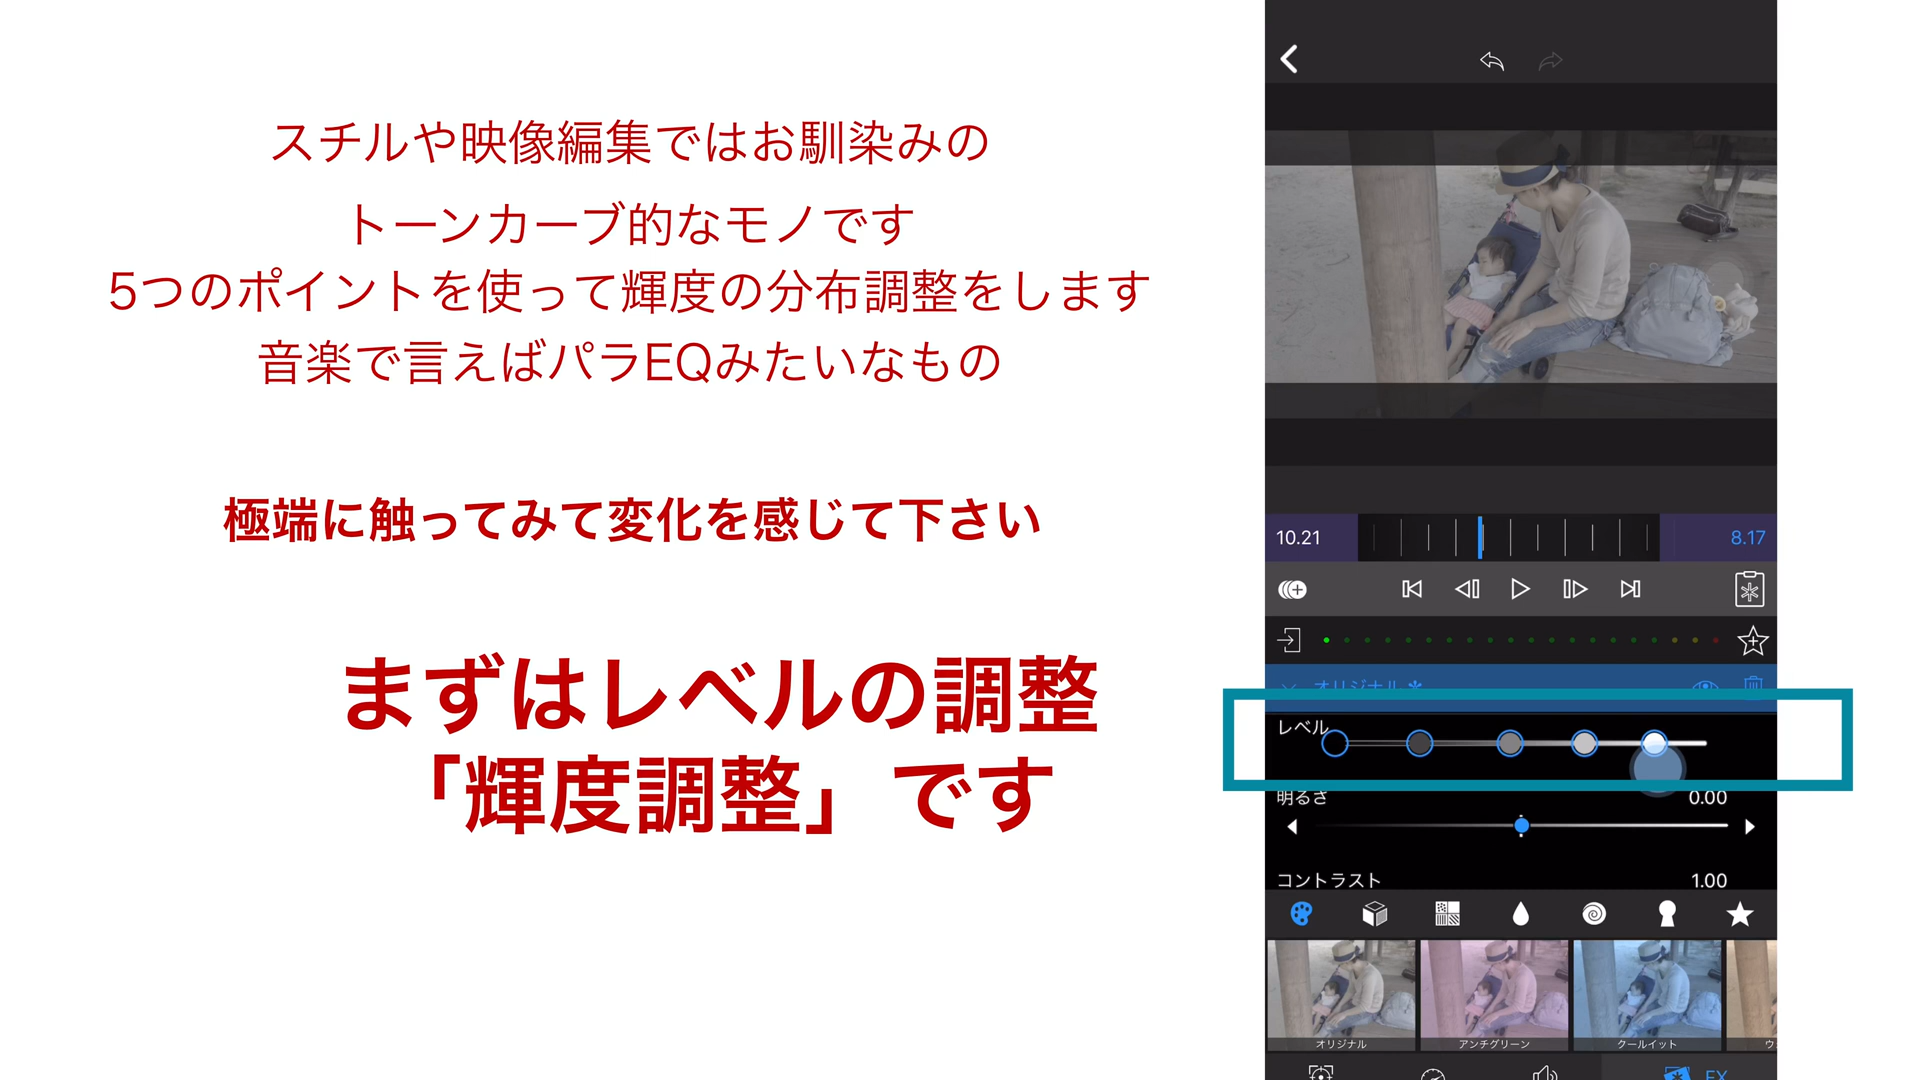 スチルや映像編集ではお馴染みの
トーンカーブ的なモノです
5つのポイントを使って輝度の分布調整をします
音楽で言えばパラEQみたいなもの
極端に触ってみて変化を感じて下さい
まずはレベルの調整
「輝度調整」です
10.21
8.17
オリジナル *
レベル
明るさ
0.00
コントラスト
1.00
オリジナル
アンチグリーン
クールイット
ウ
FX